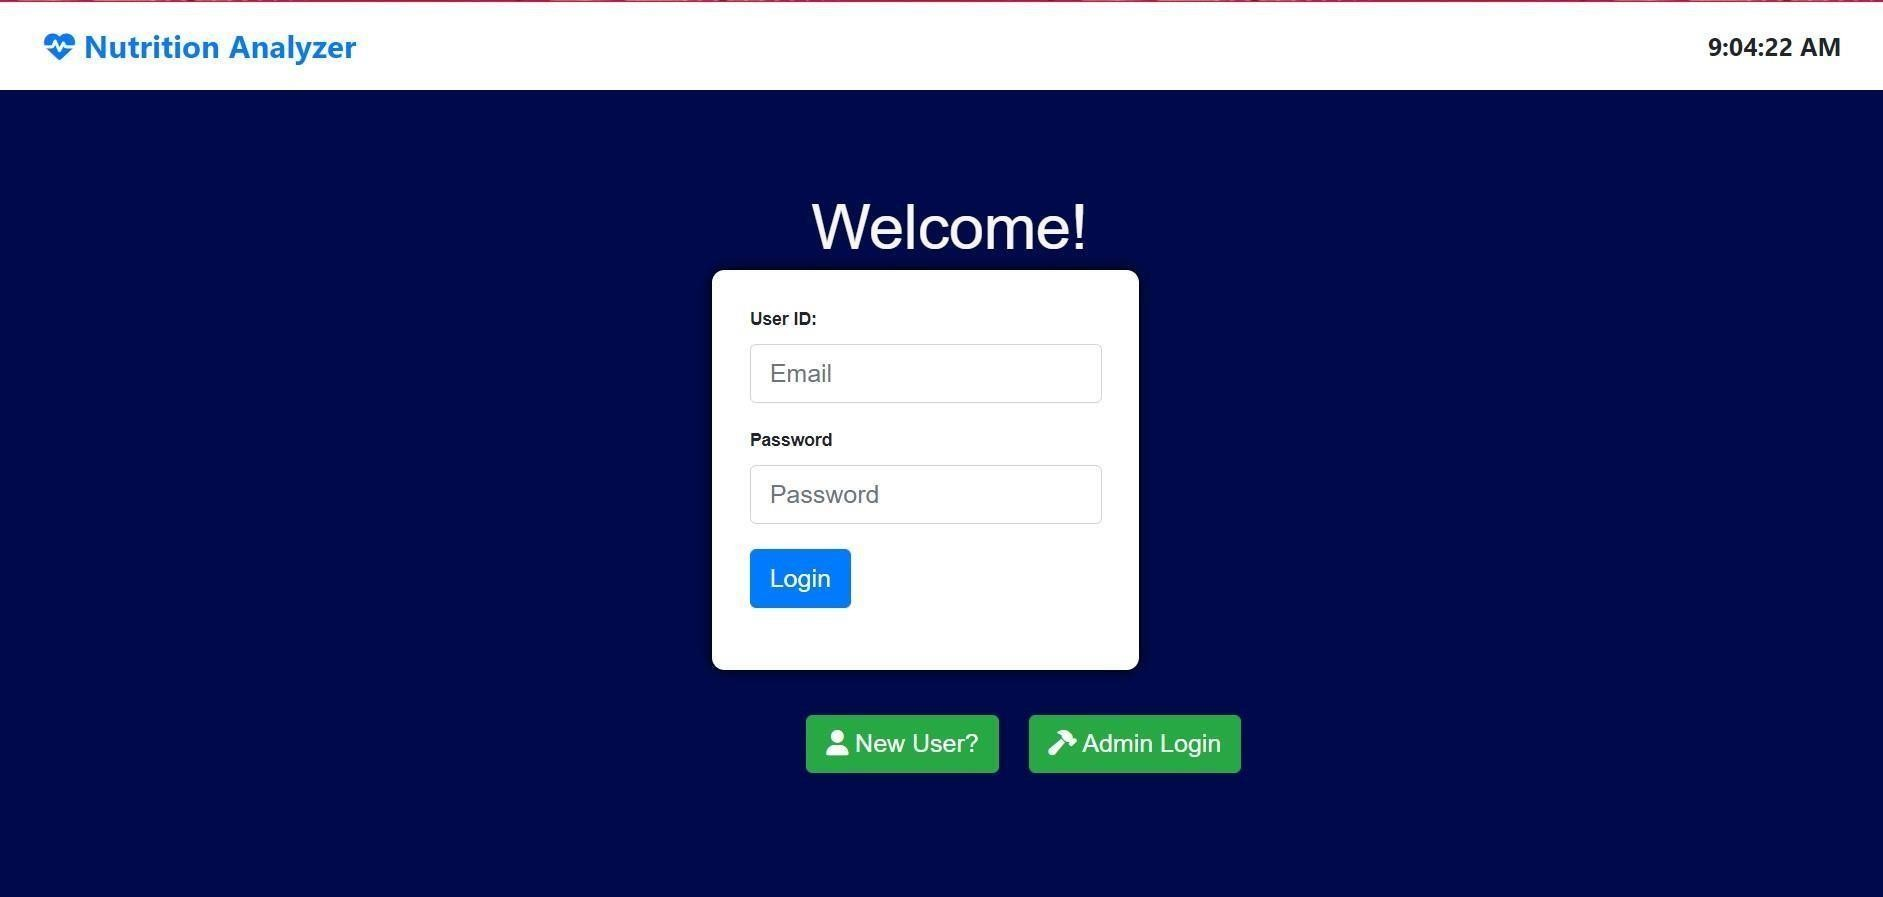 Nutrition Analyzer
9:04:22 AM
Welcome!
User ID:
Email
Password
Password
Login
New User?
Admin Login